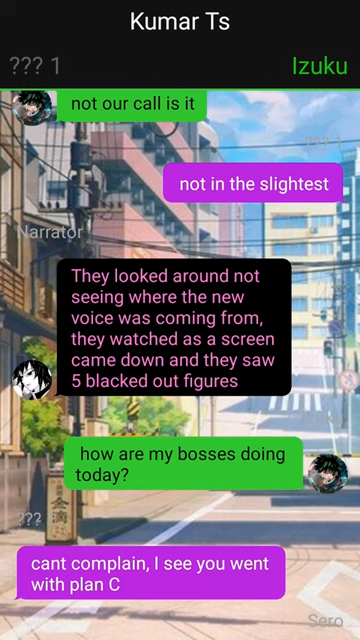 Kumar Ts
??? 1
Izuku
not our call is it
??? 1
not in the slightest
Narrator
They looked around not
seeing where the new
voice was coming from,
they watched as a screen
came down and they saw
5 blacked out figures
how are my bosses doing
today?
???
cant complain, I see you went
with plan C
Sero